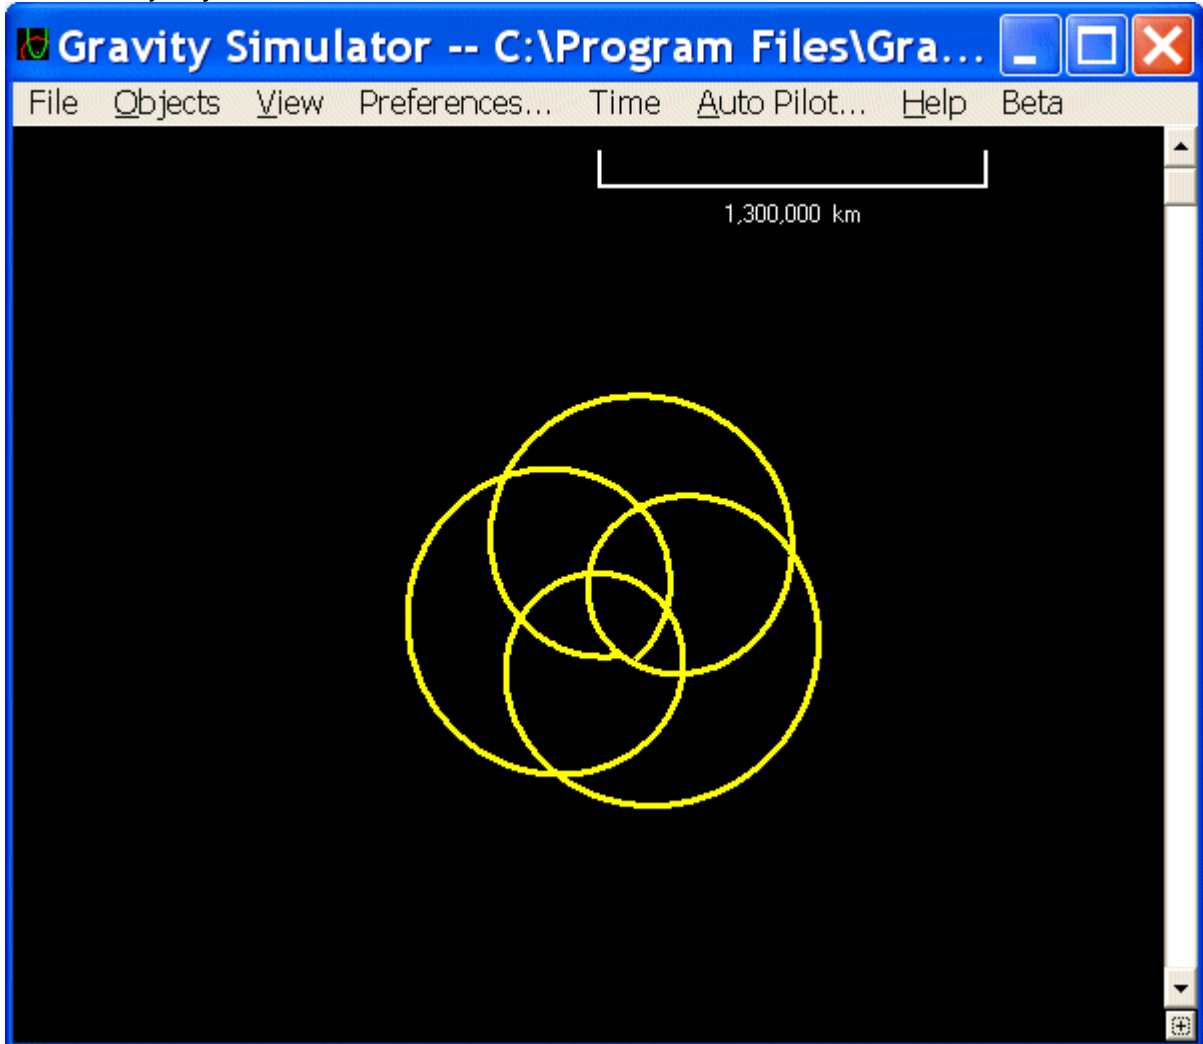 Gravity Simulator -- C:\Program Files\Gra...
File Objects View Preferences... Time Auto Pilot... Help Beta
1,300,000 km